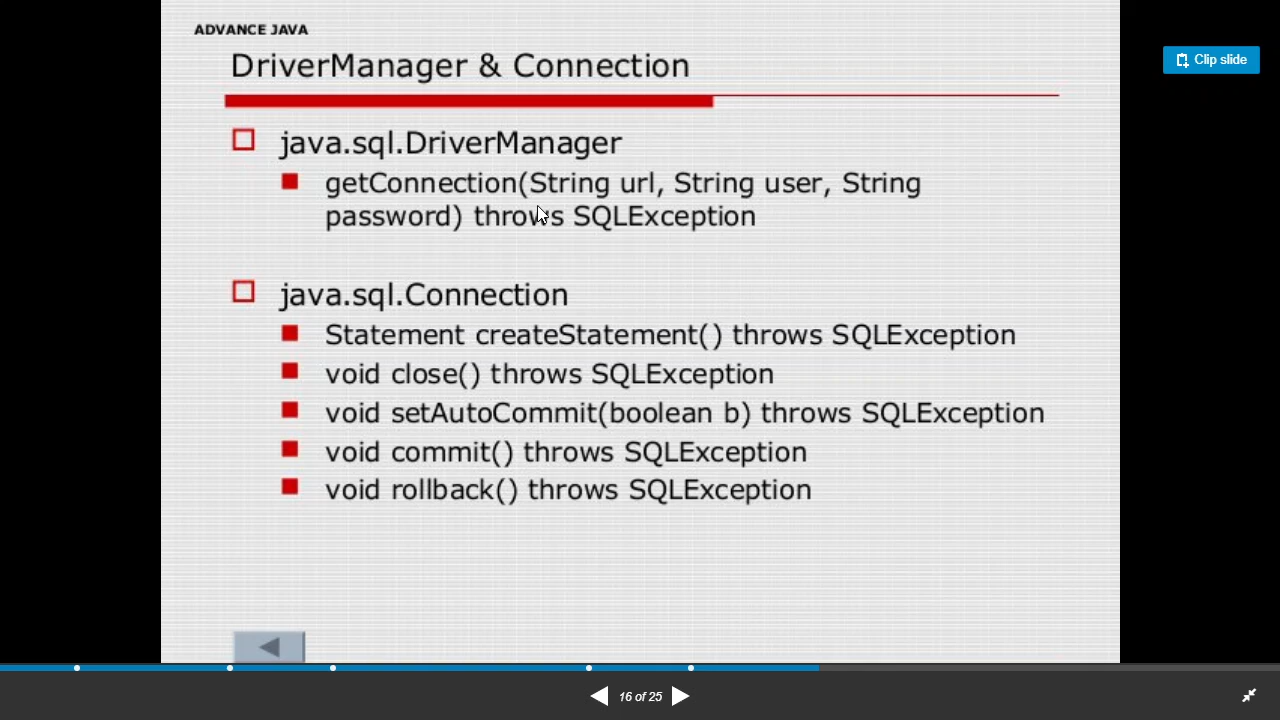 ADVANCE JAVA
DriverManager & Connection
Clip slide
java.sql.DriverManager
getConnection(String url, String user, String
password) throws SQLException
java.sql.Connection
Statement createStatement() throws SQLException
void close() throws SQLException
void setAutoCommit(boolean b) throws SQLException
void commit() throws SQLException
void rollback() throws SQLException
16 of 25